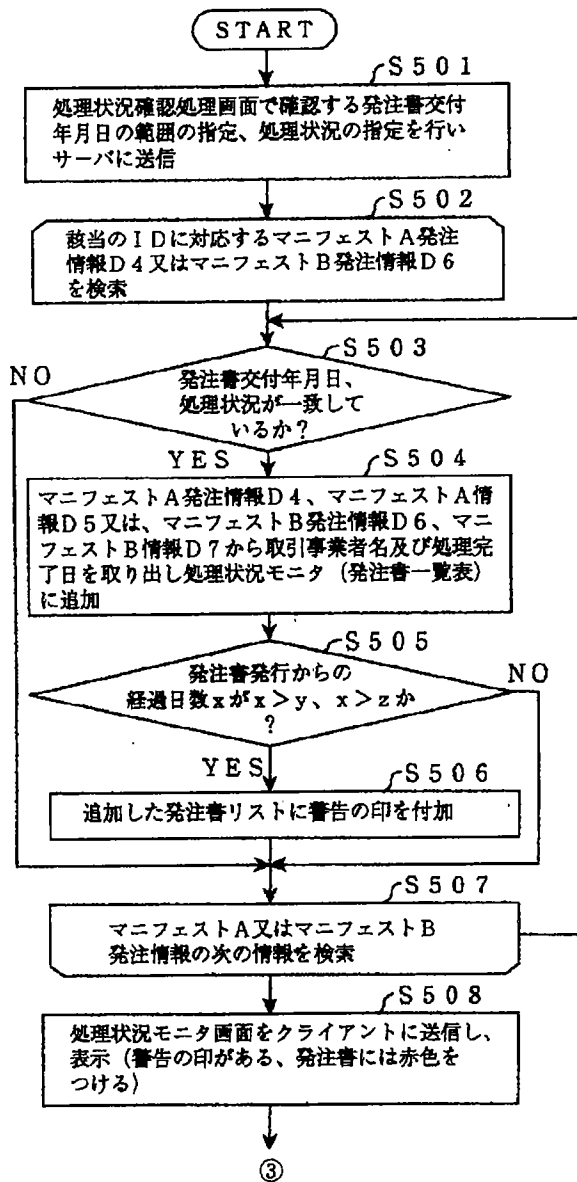 START
S501
処理状況確認処理画面で確認する発注書交付
年月日の範囲の指定、処理状況の指定を行い
サーバに送信
S502
該当のIDに対応するマニフェストA発注
情報D4又はマニフェストB発注情報D6
を検索
S503
NO
発注書交付年月日、
処理状況が一致して
いるか?
YES
S504
マニフェストA発注情報D4、マニフェストA情
報D5又は、マニフェストB発注情報D6、マニ
フェストB情報D7から取引事業者名及び処理完
了日を取り出し処理状況モニタ(発注書一覧表)
に追加
S505
発注書発行からの
経過日数xがx>y、x>zか
?
NO
YES
S506
追加した発注書リストに警告の印を付加
S507
マニフェストA又はマニフェストB
発注情報の次の情報を検索
S508
処理状況モニタ画面をクライアントに送信し、
表示(警告の印がある、発注書には赤色を
つける)
③